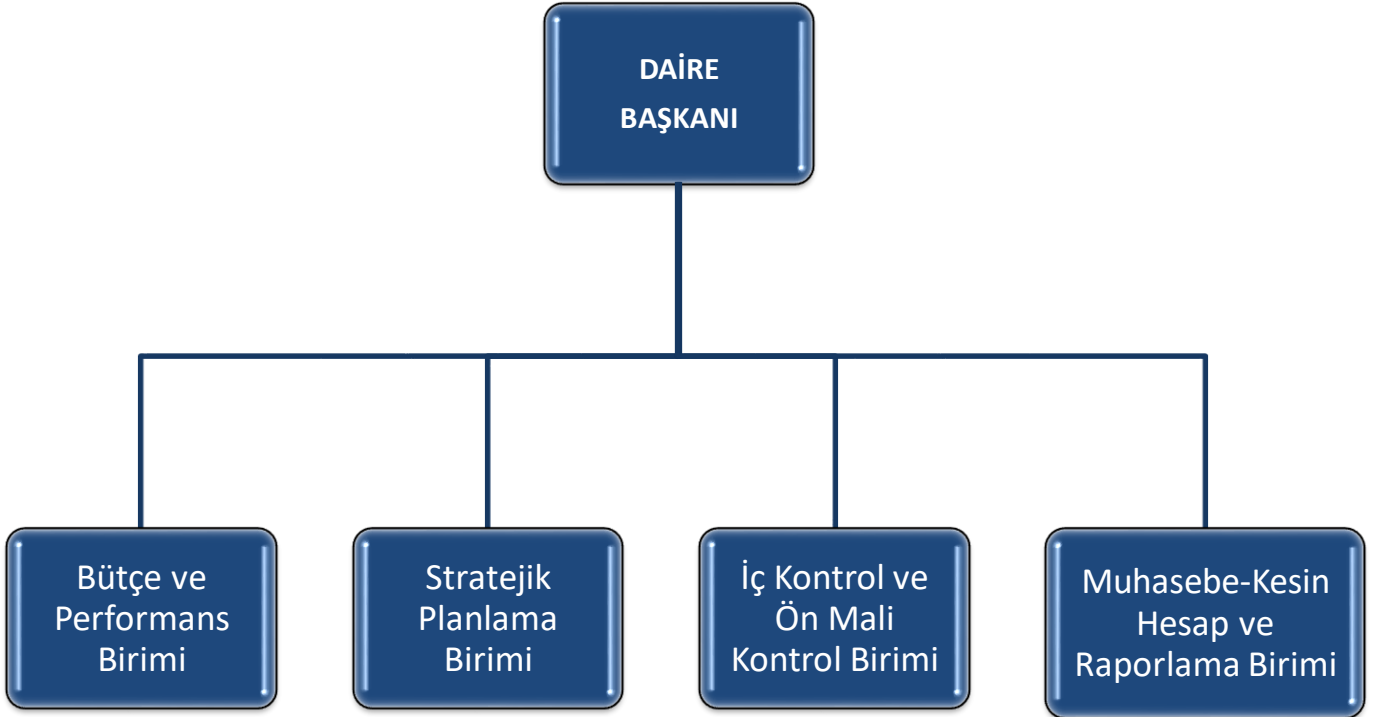 DAİRE
BAŞKANI
Bütçe ve
Performans
Birimi
Stratejik
Planlama
Birimi
İç Kontrol ve
Ön Mali
Kontrol Birimi
Muhasebe-Kesin
Hesap ve
Raporlama Birimi